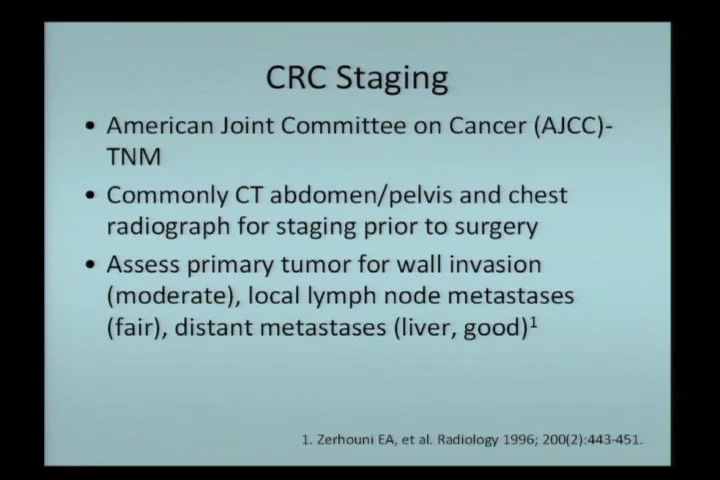 CRC Staging
• American Joint Committee on Cancer (AJCC)-
TNM
• Commonly CT abdomen/pelvis and chest
radiograph for staging prior to surgery
• Assess primary tumor for wall invasion
(moderate), local lymph node metastases
(fair), distant metastases (liver, good)1
1. Zerhouni EA, et al. Radiology 1996; 200(2):443-451.